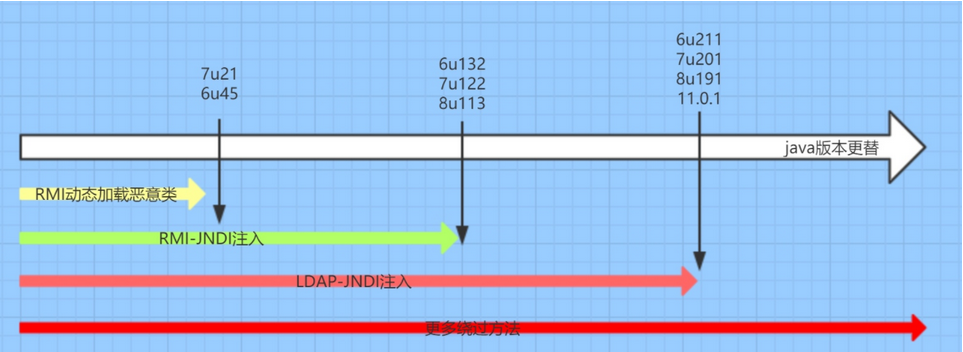 7u21
6u45
6u132
7u122
8u113
6u211
7u201
8u191
11.0.1
java版本更替
RMI动态加载恶意类
RMI-JNDI注入
LDAP-JNDI注入
更多绕过方法